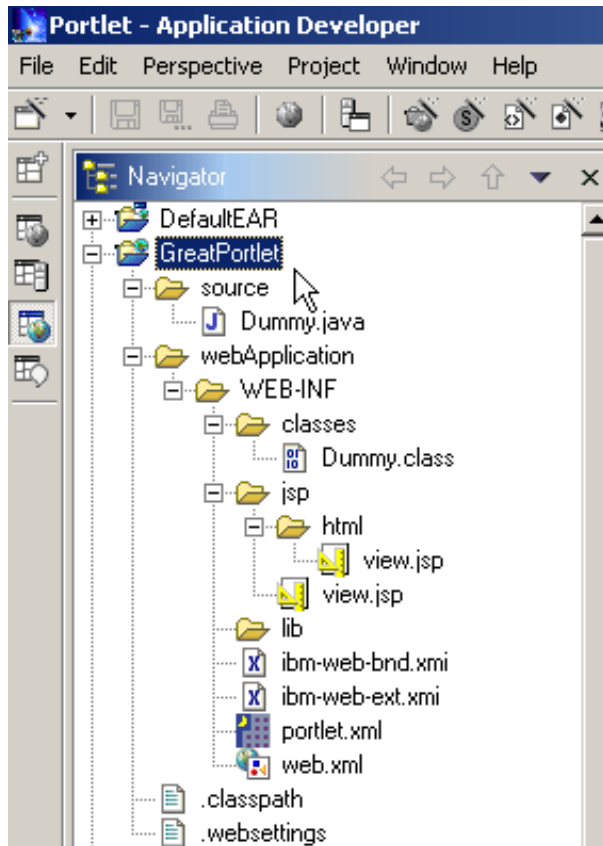 Portlet - Application Developer
File Edit Perspective Project Window Help
Navigator
DefaultEAR
GreatPortlet
source
Dummy.java
webApplication
WEB-INF
classes
Dummy.class
jsp
html
view.jsp
view.jsp
lib
ibm-web-bnd.xmi
ibm-web-ext.xmi
portlet.xml
web.xml
.classpath
.websettings